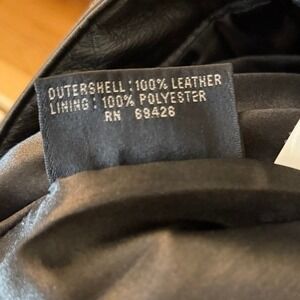 OUTERSHELL: 100% LEATHER
LINING: 100% POLYESTER
RN 69426